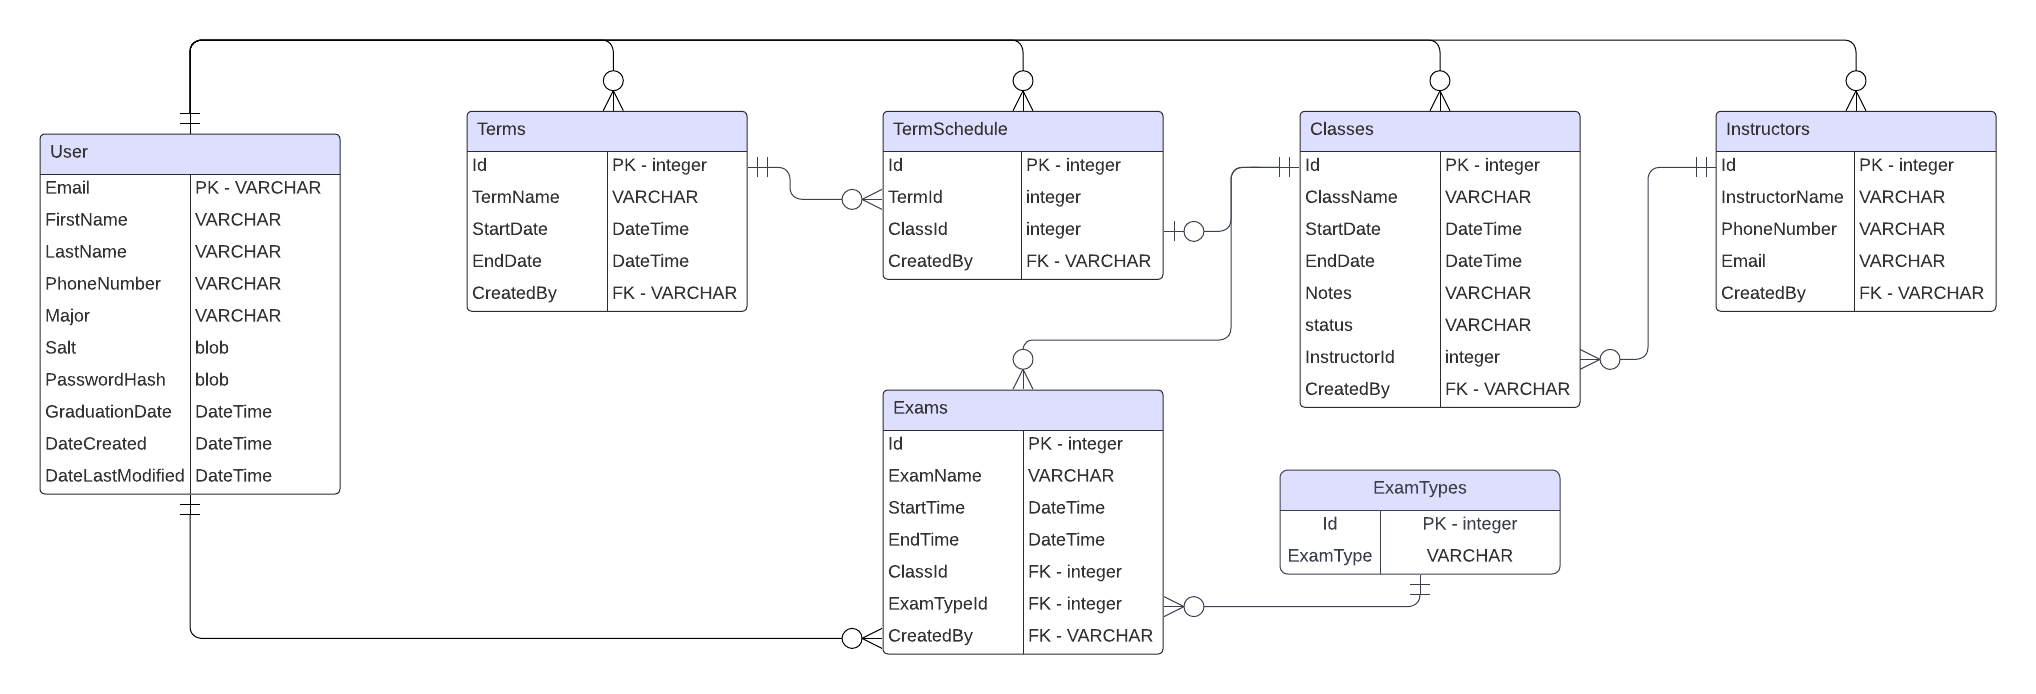 User
Email PK - VARCHAR
FirstName VARCHAR
LastName VARCHAR
PhoneNumber VARCHAR
Major VARCHAR
Salt blob
PasswordHash blob
GraduationDate DateTime
DateCreated DateTime
DateLastModified DateTime
Terms
Id PK - integer
TermName VARCHAR
StartDate DateTime
EndDate DateTime
CreatedBy FK - VARCHAR
TermSchedule
Id PK - integer
TermId integer
ClassId integer
CreatedBy FK - VARCHAR
Classes
Id PK - integer
ClassName VARCHAR
StartDate DateTime
EndDate DateTime
Notes VARCHAR
status VARCHAR
InstructorId integer
CreatedBy FK - VARCHAR
Instructors
Id PK - integer
InstructorName VARCHAR
PhoneNumber VARCHAR
Email VARCHAR
CreatedBy FK - VARCHAR
Exams
Id PK - integer
ExamName VARCHAR
StartTime DateTime
EndTime DateTime
ClassId FK - integer
ExamTypeId FK - integer
CreatedBy FK - VARCHAR
ExamTypes
Id PK - integer
ExamType VARCHAR